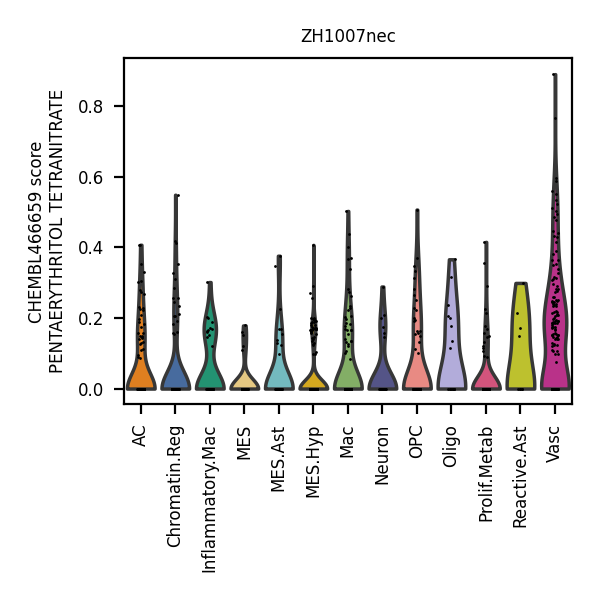 ZH1007nec
CHEMBL466659 score
PENTAERYTHRITOL TETRANITRATE
0.8
0.6
0.4
0.2
0.0
AC
Chromatin.Reg
Inflammatory.Mac
MES
MES.Ast
MES.Hyp
Mac
Neuron
OPC
Oligo
Prolif.Metab
Reactive.Ast
Vasc